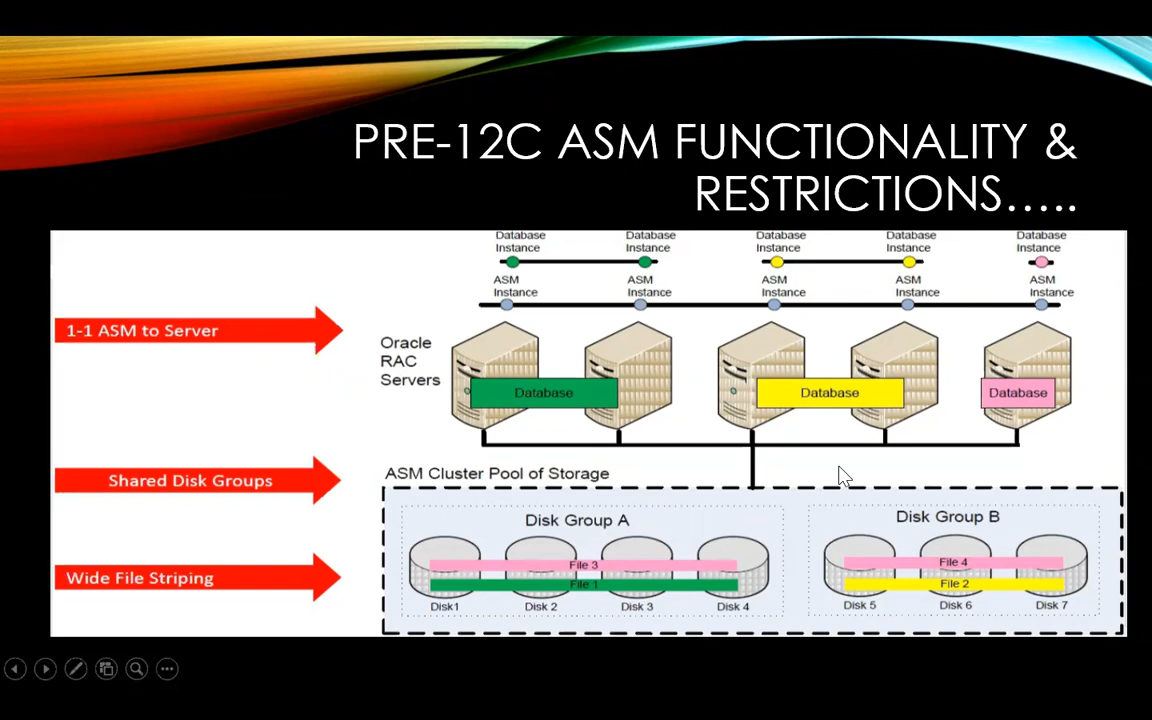 PRE-12C ASM FUNCTIONALITY &
RESTRICTIONS.....
Database Database Database Database Database
Instance Instance Instance Instance Instance
ASM ASM ASM ASM ASM
Instance Instance Instance Instance Instance
1-1 ASM to Server
Oracle
RAC
Servers
Database Database Database
ASM Cluster Pool of Storage
Shared Disk Groups
Disk Group A Disk Group B
File 3 File 4
File 1 File 2
Wide File Striping
Disk1 Disk 2 Disk 3 Disk 4 Disk 5 Disk 6 Disk 7